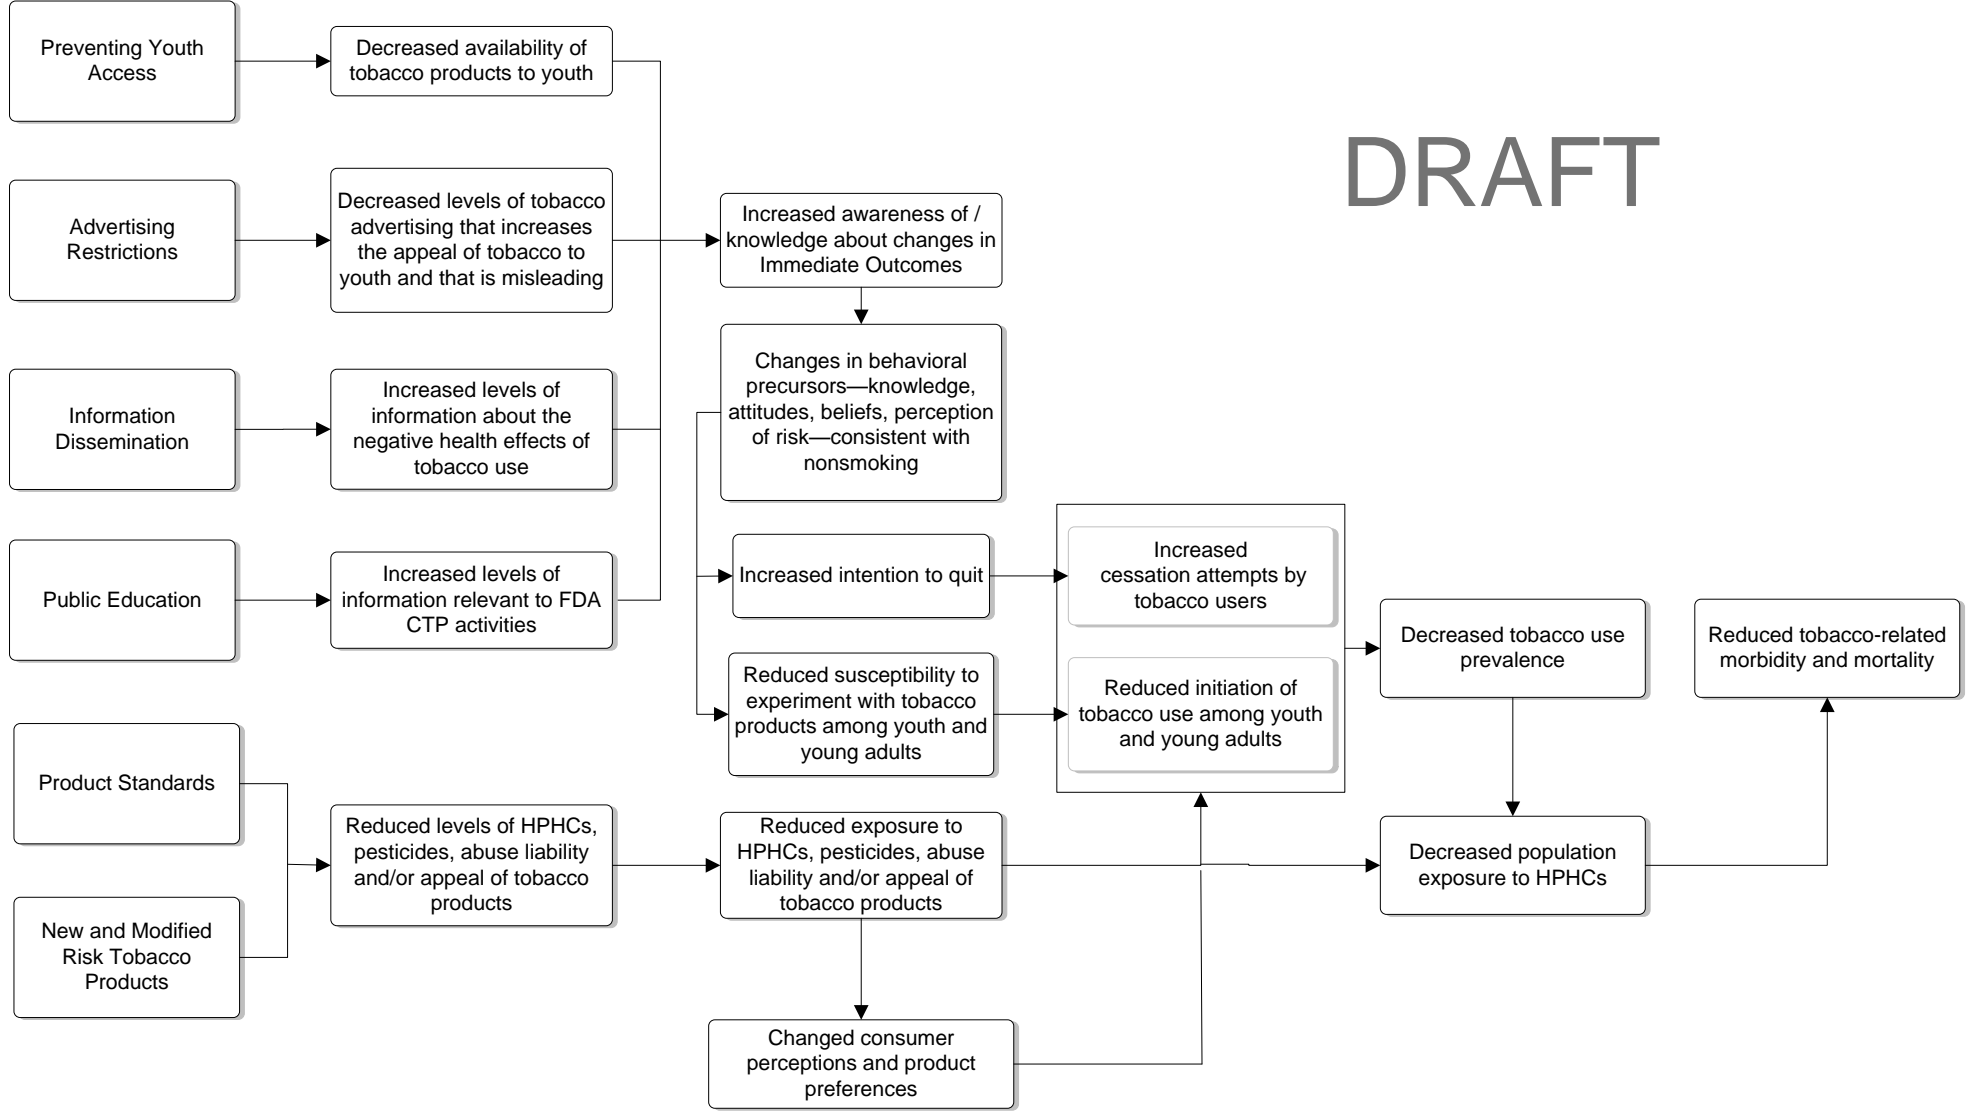 Preventing Youth
Access
Decreased availability of
tobacco products to youth
DRAFT
Advertising
Restrictions
Decreased levels of tobacco
advertising that increases
the appeal of tobacco to
youth and that is misleading
Increased awareness of /
knowledge about changes in
Immediate Outcomes
Information
Dissemination
Increased levels of
information about the
negative health effects of
tobacco use
Changes in behavioral
precursors—knowledge,
attitudes, beliefs, perception
of risk—consistent with
nonsmoking
Public Education
Increased levels of
information relevant to FDA
CTP activities
Increased intention to quit
Increased
cessation attempts by
tobacco users
Reduced susceptibility to
experiment with tobacco
products among youth and
young adults
Reduced initiation of
tobacco use among youth
and young adults
Decreased tobacco use
prevalence
Reduced tobacco-related
morbidity and mortality
Product Standards
New and Modified
Risk Tobacco
Products
Reduced levels of HPHCs,
pesticides, abuse liability
and/or appeal of tobacco
products
Reduced exposure to
HPHCs, pesticides, abuse
liability and/or appeal of
tobacco products
Decreased population
exposure to HPHCs
Changed consumer
perceptions and product
preferences